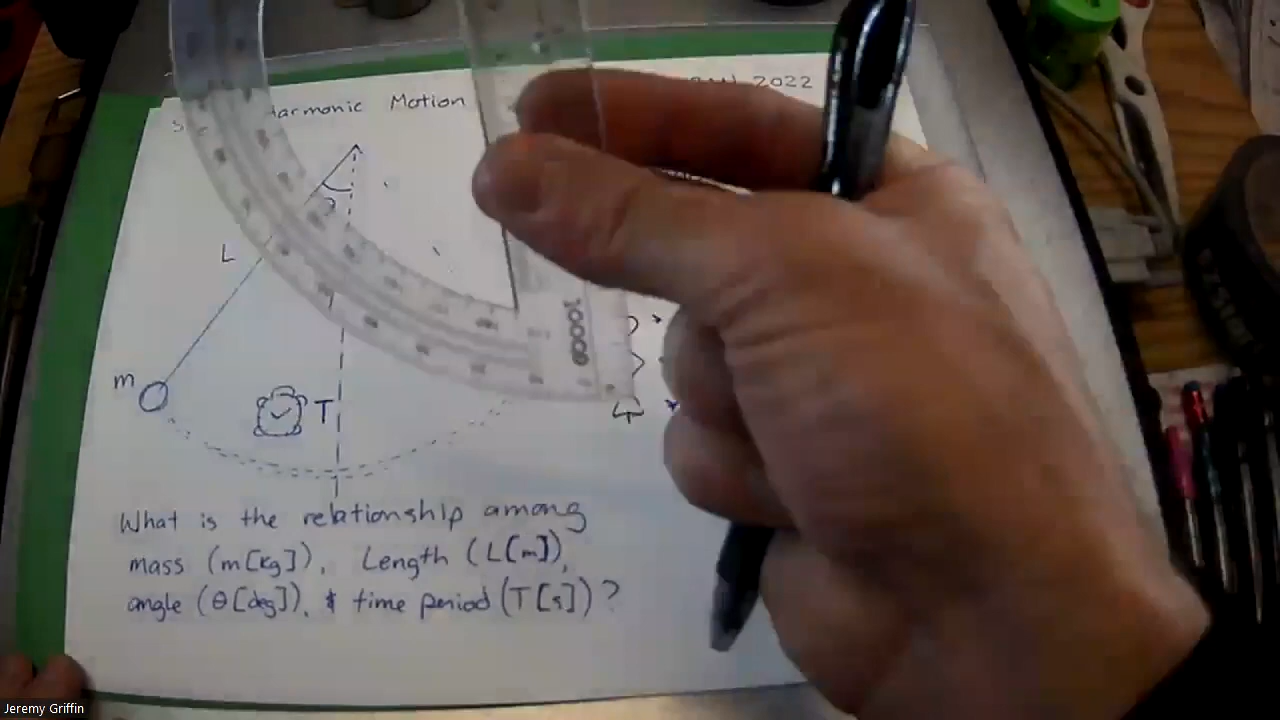 Harmonic Motion
2022
L
m
T
What is the relationship among
mass (m[kg]), Length (L[m]),
angle (θ[deg]), & time period (T[s])?
Jeremy Griffin